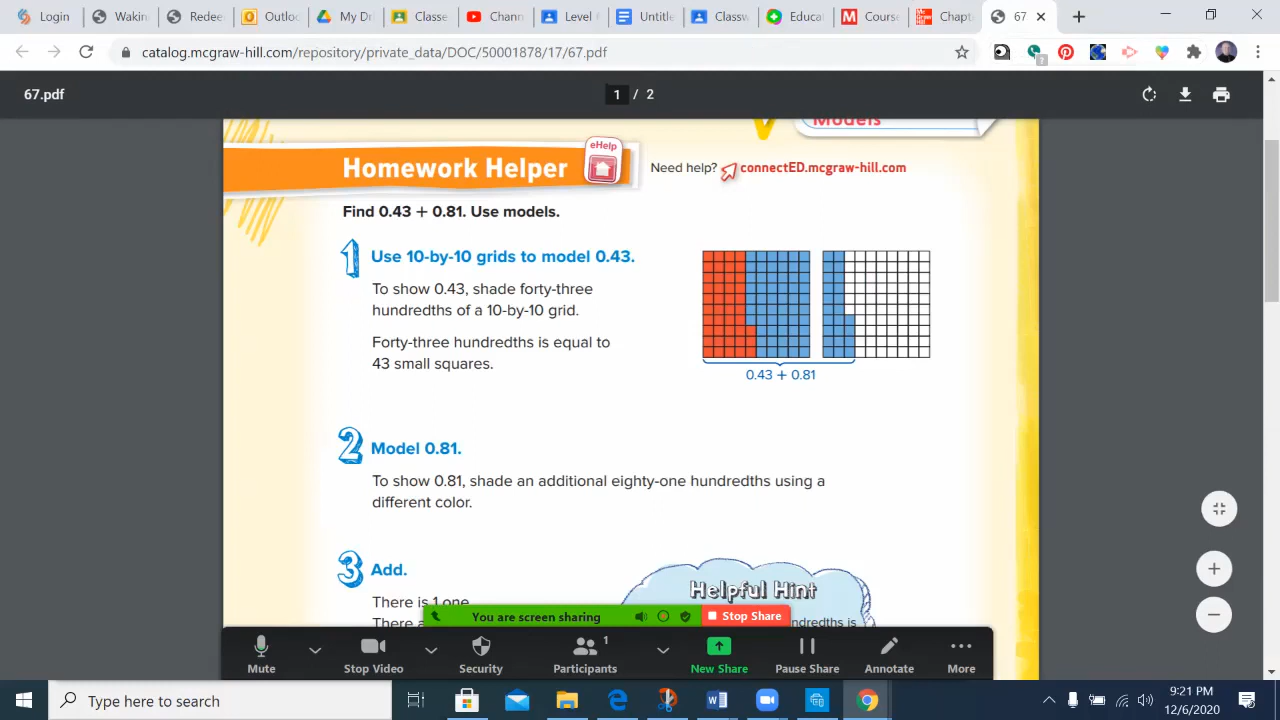 Login
Wakin
Redee
Outloo
My Dr
Classe
Chann
Level
Untitle
Classw
Educat
Course
Chapt
67
catalog.mcgraw-hill.com/repository/private_data/DOC/50001878/17/67.pdf
67.pdf
1 / 2
Models
Homework Helper
eHelp
Need help? connectED.mcgraw-hill.com
Find 0.43 + 0.81. Use models.
1 Use 10-by-10 grids to model 0.43.
To show 0.43, shade forty-three
hundredths of a 10-by-10 grid.
Forty-three hundredths is equal to
43 small squares.
0.43 + 0.81
2 Model 0.81.
To show 0.81, shade an additional eighty-one hundredths using a
different color.
3 Add.
Helpful Hint
There is 1 one.
There
ndredths is
You are screen sharing
Stop Share
1
Mute
Stop Video
Security
Participants
New Share
Pause Share
Annotate
More
Type here to search
9:21 PM
12/6/2020